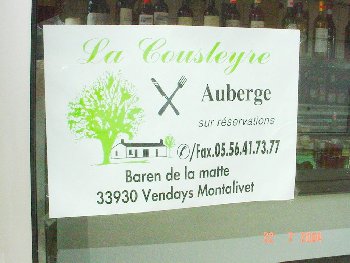 La Cousteyre
Auberge
sur réservations
✆/Fax.05.56.41.73.77
Baren de la matte
33930 Vendays Montalivet